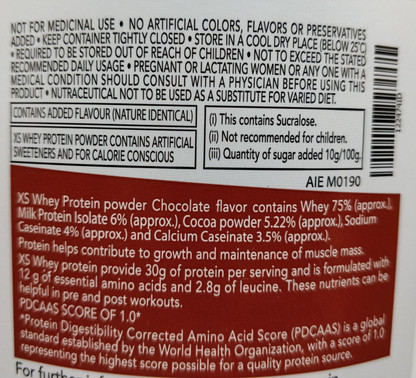 NOT FOR MEDICINAL USE • NO ARTIFICIAL COLORS, FLAVORS OR PRESERVATIVES
ADDED • KEEP CONTAINER TIGHTLY CLOSED • STORE IN A COOL DRY PLACE (BELOW 25°C)
• REQUIRED TO BE STORED OUT OF REACH OF CHILDREN • NOT TO EXCEED THE STATED
RECOMMENDED DAILY USAGE • PREGNANT OR LACTATING WOMEN OR ANY ONE WITH A
MEDICAL CONDITION SHOULD CONSULT WITH A PHYSICIAN BEFORE USING THIS
PRODUCT • NUTRACEUTICAL NOT TO BE USED AS A SUBSTITUTE FOR VARIED DIET.
CONTAINS ADDED FLAVOUR (NATURE IDENTICAL)
XS WHEY PROTEIN POWDER CONTAINS ARTIFICIAL
SWEETENERS AND FOR CALORIE CONSCIOUS
(i) This contains Sucralose.
(ii) Not recommended for children.
(iii) Quantity of sugar added 10g/100g.
AIE M0190
XS Whey Protein powder Chocolate flavor contains Whey 75% (approx.),
Milk Protein Isolate 6% (approx.), Cocoa powder 5.22% (approx.), Sodium
Caseinate 4% (approx.) and Calcium Caseinate 3.5% (approx.).
Protein helps contribute to growth and maintenance of muscle mass.
XS Whey protein provide 30g of protein per serving and is formulated with
12 g of essential amino acids and 2.8g of leucine. These nutrients can be
helpful in pre and post workouts.
PDCAAS SCORE OF 1.0*
*Protein Digestibility Corrected Amino Acid Score (PDCAAS) is a global
standard established by the World Health Organization, with a score of 1.0
representing the highest score possible for a quality protein source.